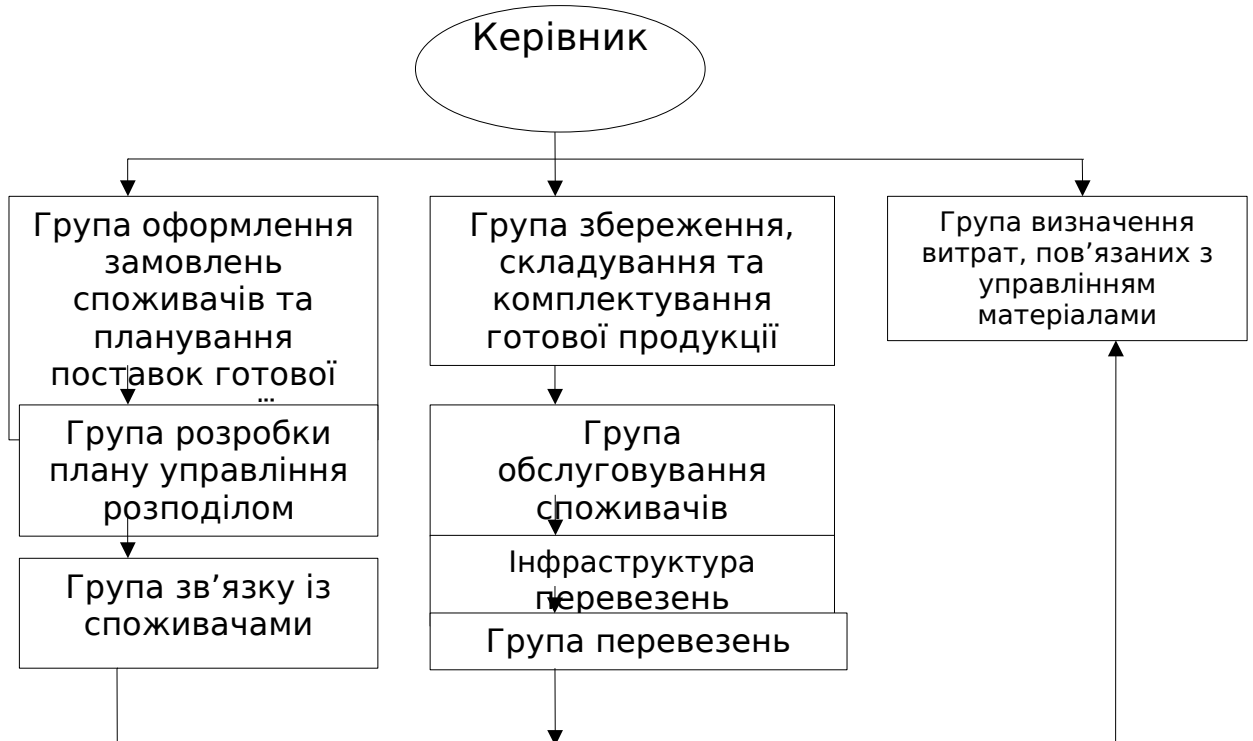 Керівник
Група оформлення
замовлень
споживачів та
планування
поставок готової
Група збереження,
складування та
комплектування
готової продукції
Група визначення
витрат, пов’язаних з
управлінням
матеріалами
Група розробки
плану управління
розподілом
Група
обслуговування
споживачів
Група зв’язку із
споживачами
Інфраструктура
перевезень
Група перевезень